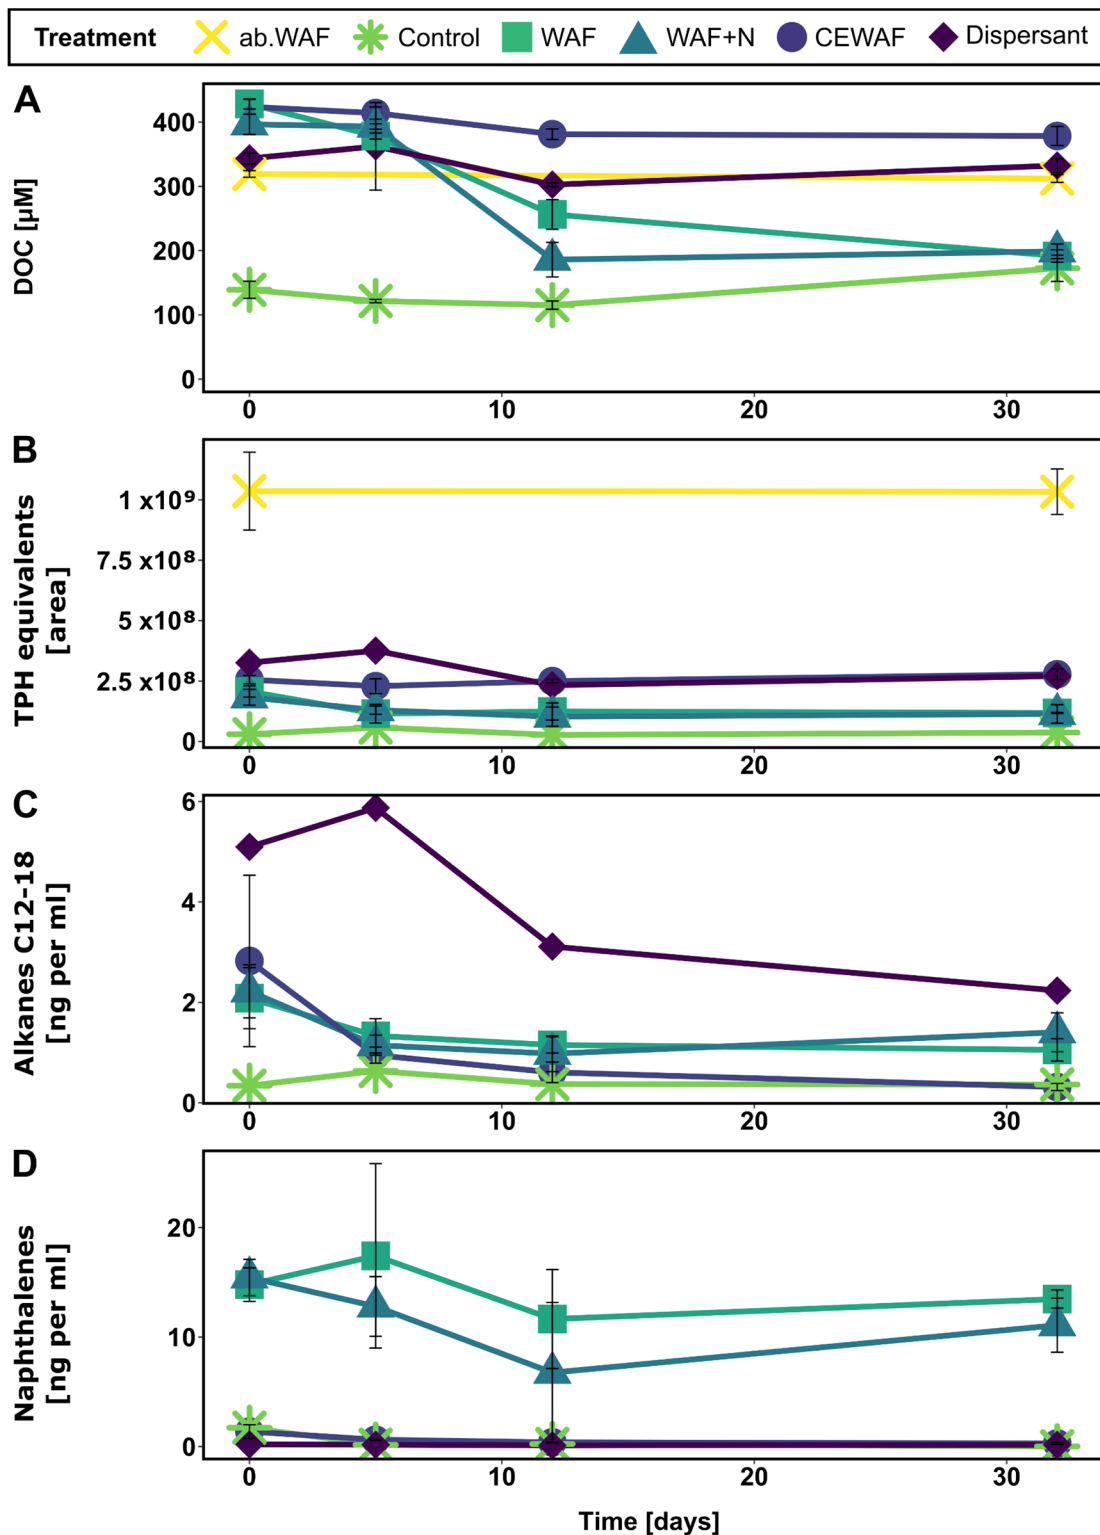 Treatment ab.WAF Control WAF WAF+N CEWAF Dispersant
A
DOC [µM]
400
300
200
100
0
0 10 20 30
B
TPH equivalents
[area]
1 x10⁹
7.5 x10⁸
5 x10⁸
2.5 x10⁸
0
0 10 20 30
C
Alkanes C12-18
[ng per ml]
6
4
2
0
0 10 20 30
D
Naphthalenes
[ng per ml]
20
10
0
0 10 20 30
Time [days]